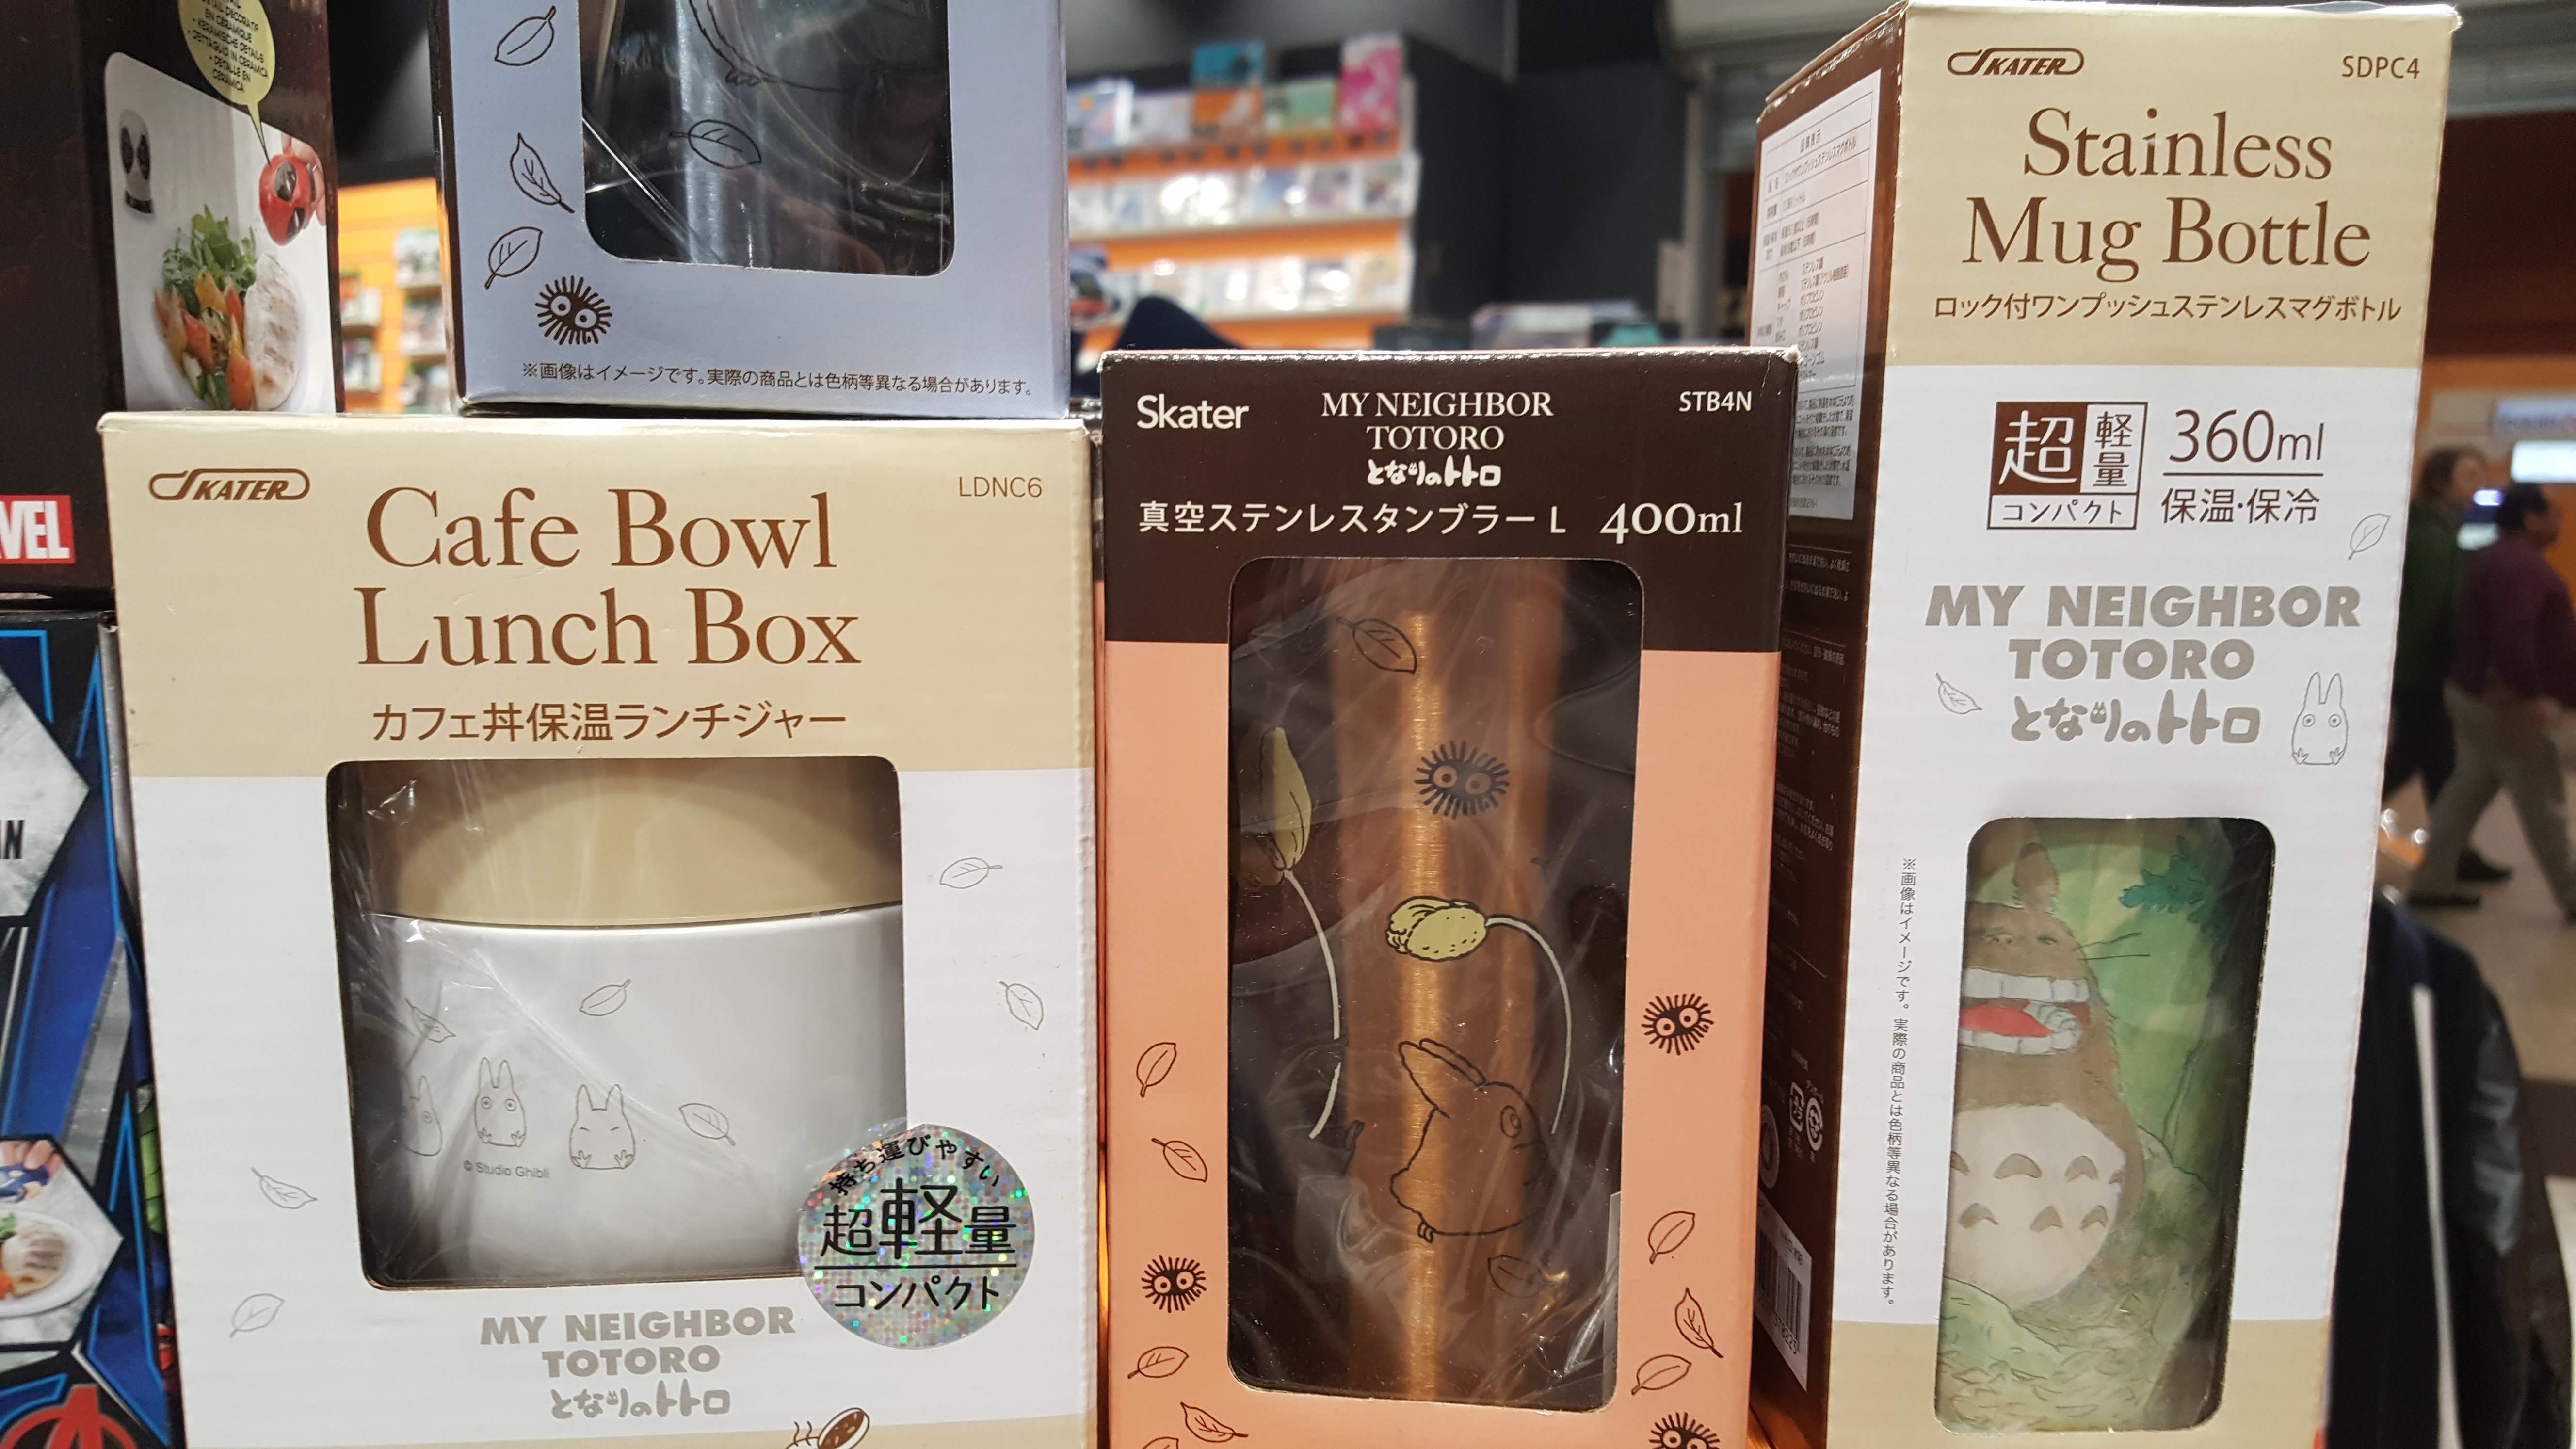 EN CÉRAMIQUE
CERAMICA
• DETALLE EN
CERÁMICA
VEL
※画像はイメージです。実際の商品とは色柄等異なる場合があります。
SKATER
LDNC6
Cafe Bowl
Lunch Box
カフェ丼保温ランチジャー
© Studio Ghibli
持ち運びやすい
超軽量
コンパクト
MY NEIGHBOR
TOTORO
となりのトトロ
Skater
MY NEIGHBOR
TOTORO
となりのトトロ
STB4N
真空ステンレスタンブラー L 400ml
SKATER
SDPC4
Stainless
Mug Bottle
ロック付ワンプッシュステンレスマグボトル
超軽量
コンパクト
360ml
保温·保冷
MY NEIGHBOR
TOTORO
となりのトトロ
※画像はイメージです。実際の商品とは色柄等異なる場合があります。